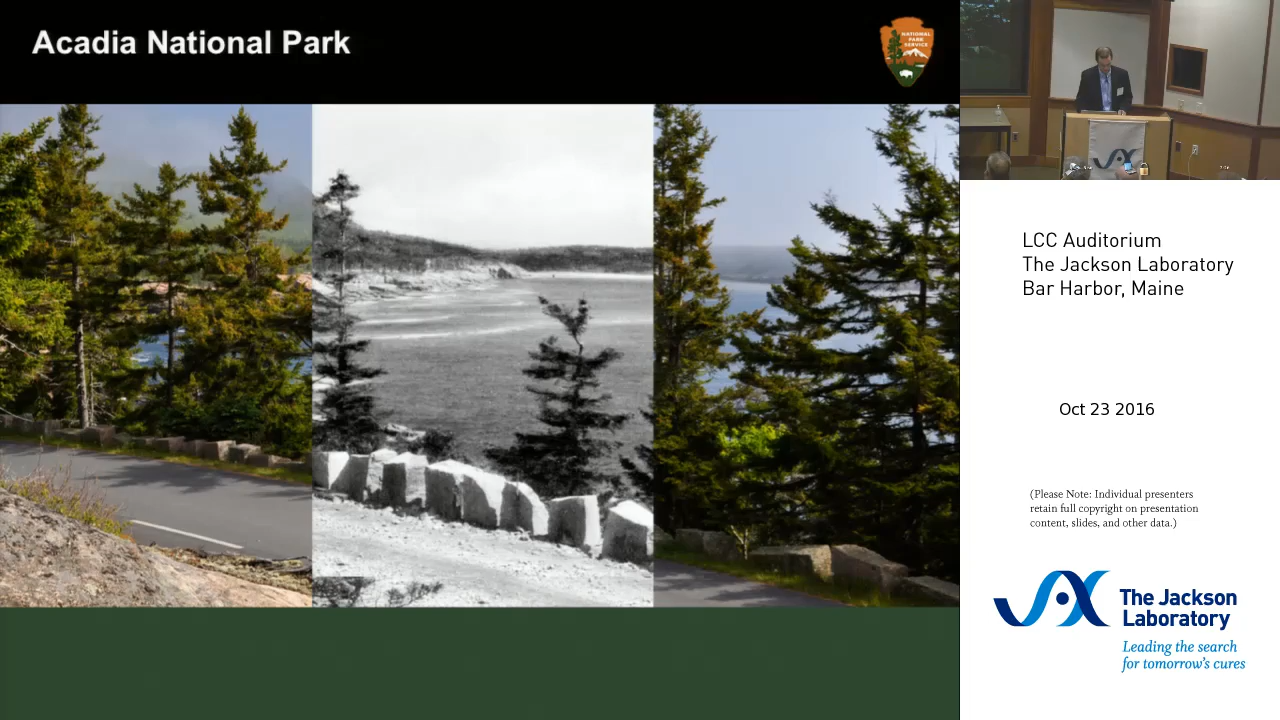 Acadia National Park
NATIONAL
PARK
SERVICE
LCC Auditorium
The Jackson Laboratory
Bar Harbor, Maine
Oct 23 2016
(Please Note: Individual presenters
retain full copyright on presentation
content, slides, and other data.)
The Jackson
Laboratory
Leading the search
for tomorrow's cures